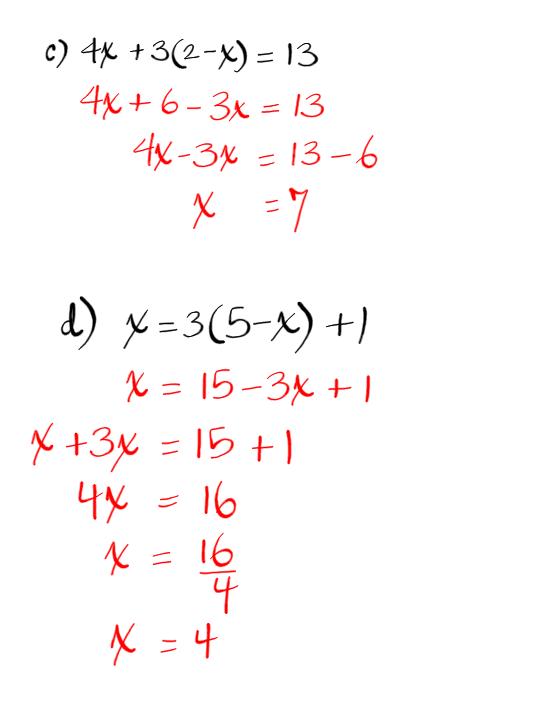 c) 4x + 3(2-x) = 13
4x + 6 - 3x = 13
4x - 3x = 13 - 6
x = 7
d) x = 3(5-x) + 1
x = 15 - 3x + 1
x + 3x = 15 + 1
4x = 16
x = 16/4
x = 4